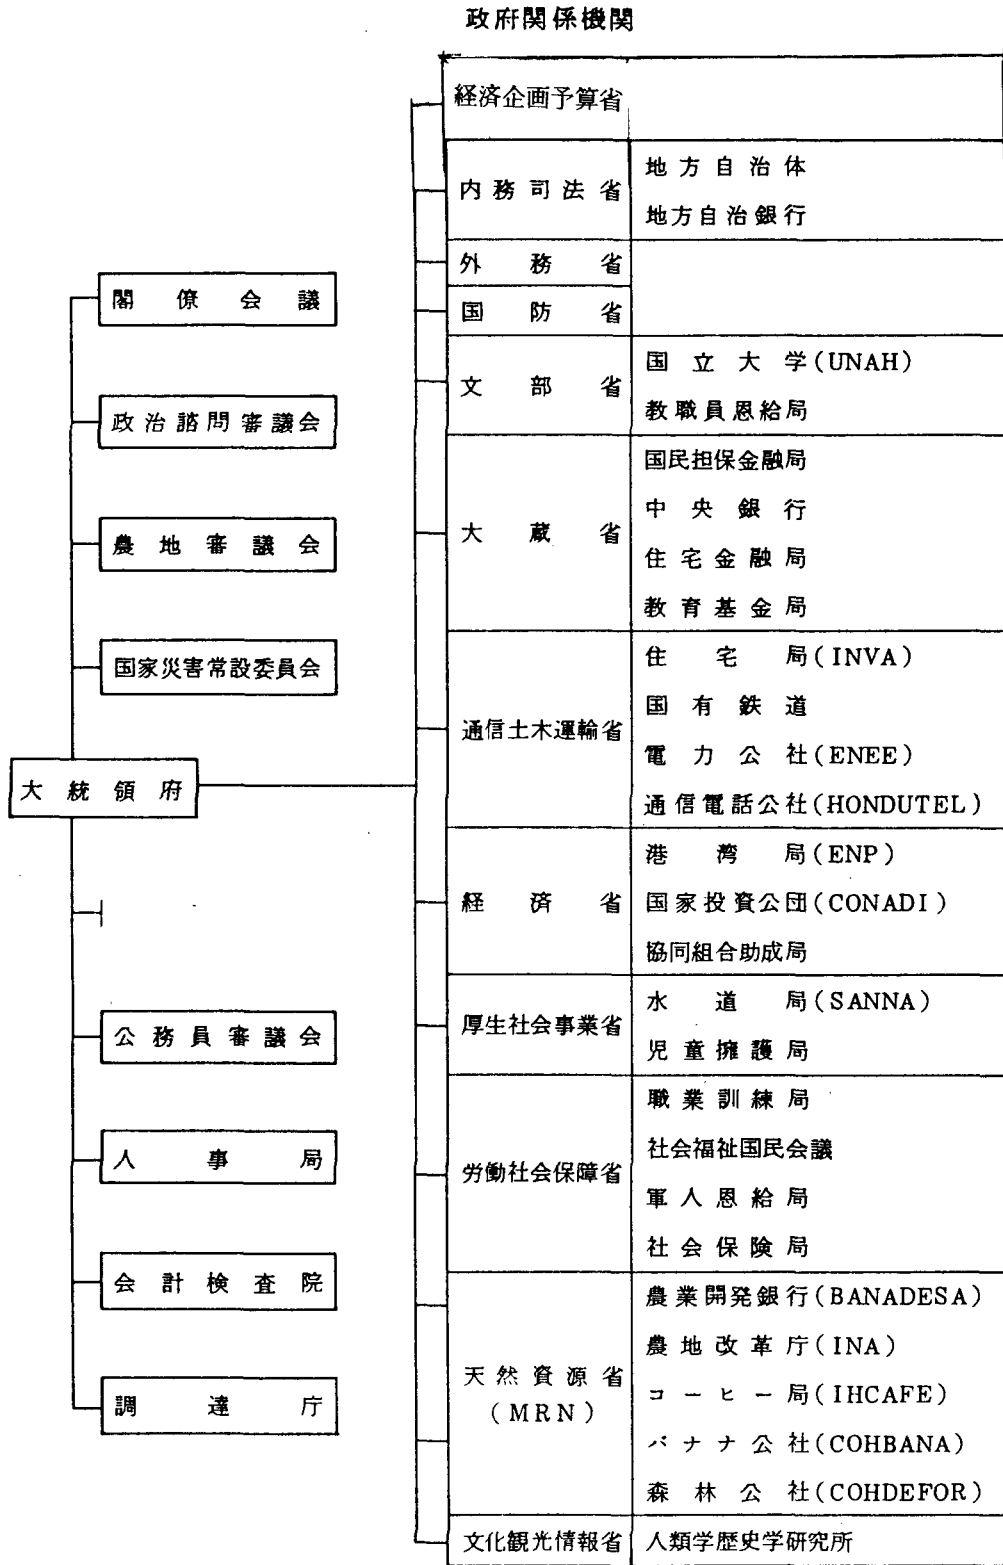 政府関係機関
閣僚会議
政治諮問審議会
農地審議会
国家災害常設委員会
大統領府
公務員審議会
人事局
会計検査院
調達庁
経済企画予算省
内務司法省
地方自治体
地方自治銀行
外務省
国防省
文部省
国立大学(UNAH)
教職員恩給局
大蔵省
国民担保金融局
中央銀行
住宅金融局
教育基金局
通信土木運輸省
住宅局(INVA)
国有鉄道
電力公社(ENEE)
通信電話公社(HONDUTEL)
経済省
港湾局(ENP)
国家投資公団(CONADI)
協同組合助成局
厚生社会事業省
水道局(SANNA)
児童擁護局
労働社会保障省
職業訓練局
社会福祉国民会議
軍人恩給局
社会保険局
天然資源省
(MRN)
農業開発銀行(BANADESA)
農地改革庁(INA)
コーヒー局(IHCAFE)
バナナ公社(COHBANA)
森林公社(COHDEFOR)
文化観光情報省
人類学歴史学研究所